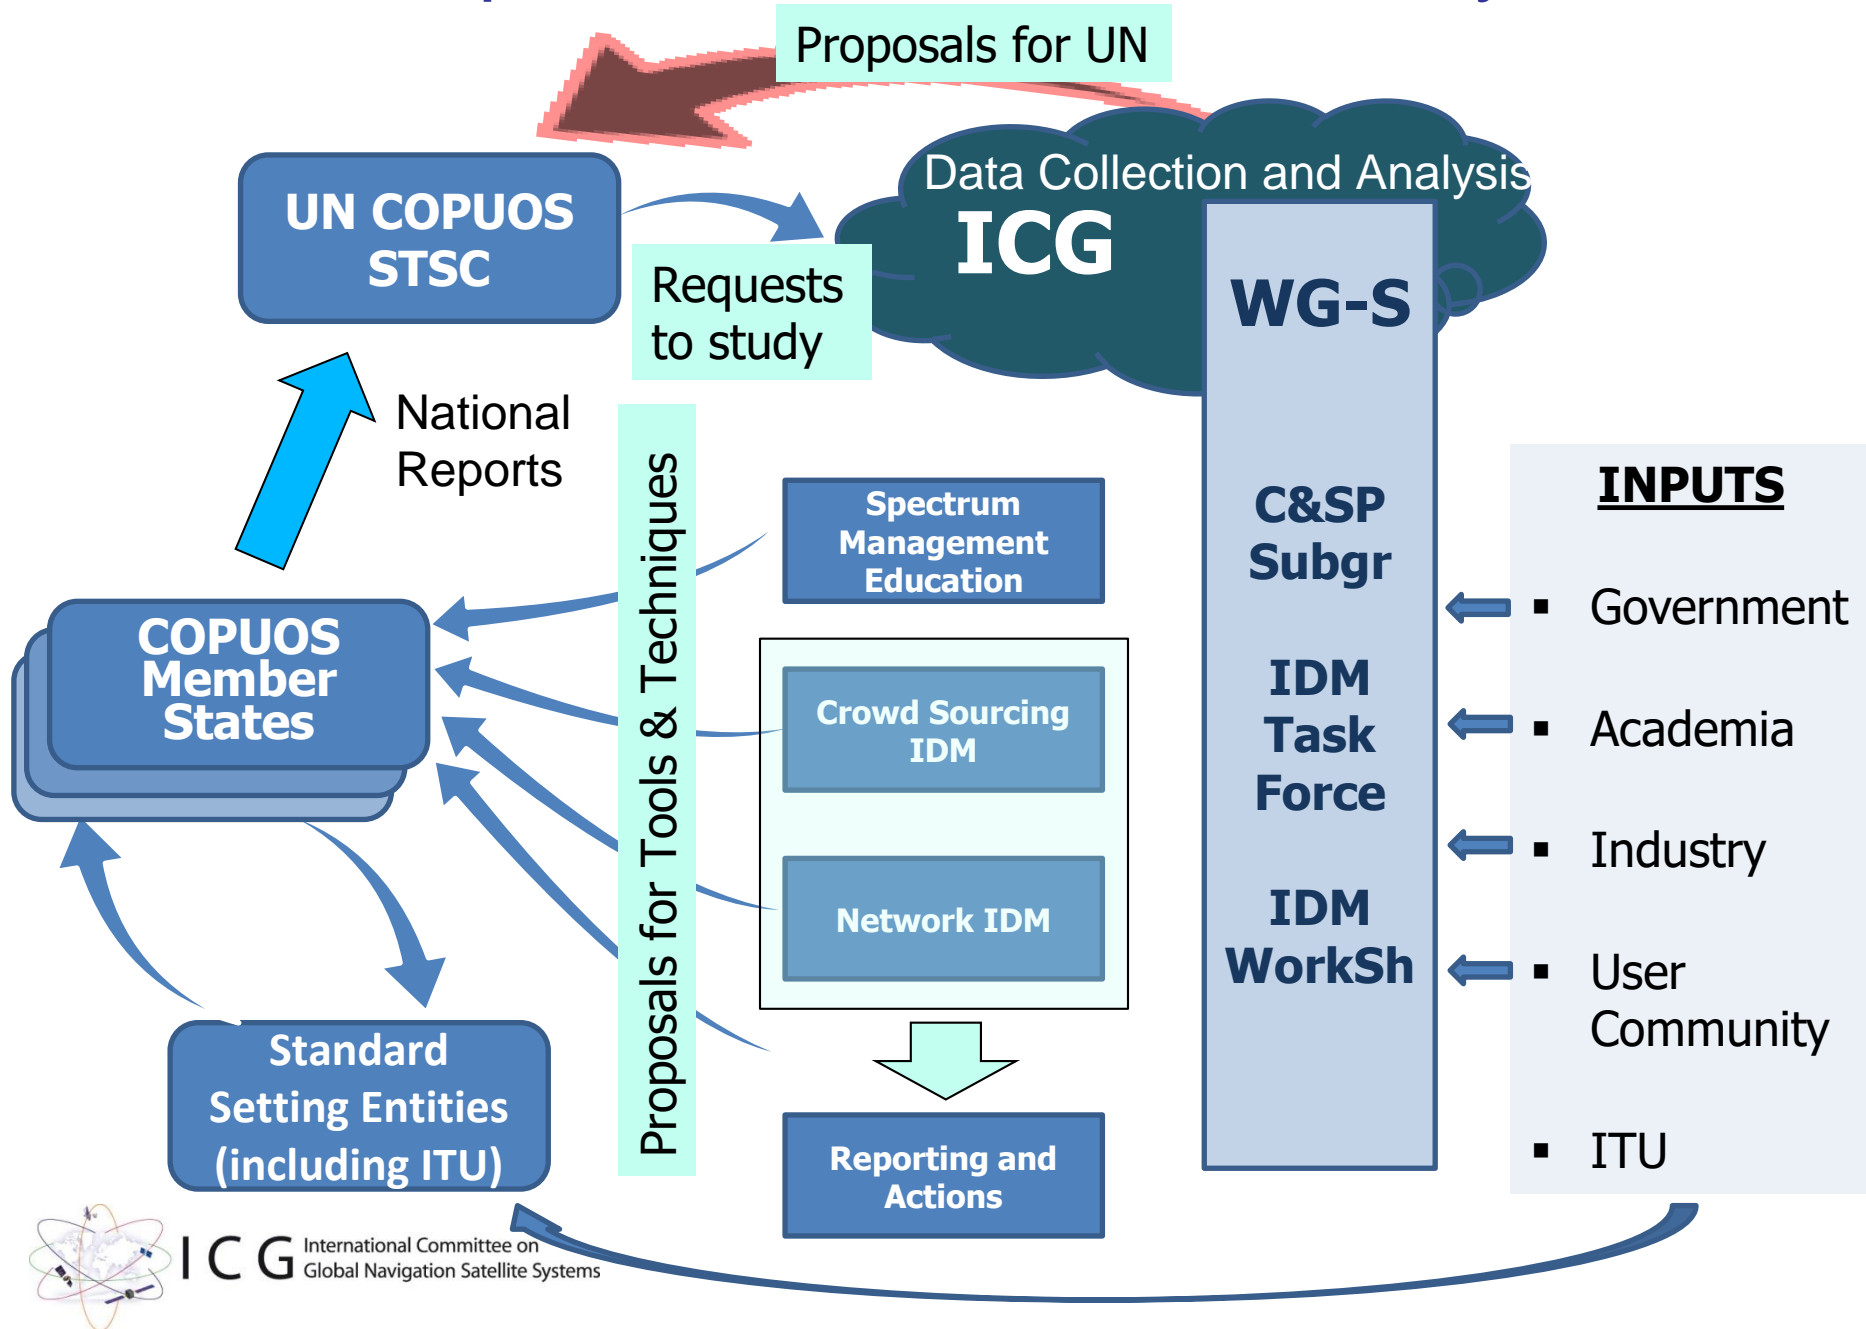 Proposals for UN
Data Collection and Analysis
ICG
UN COPUOS
STSC
Requests
to study
WG-S
National
Reports
Proposals for Tools & Techniques
Spectrum
Management
Education
C&SP
Subgr
INPUTS
▪ Government
COPUOS
Member
States
Crowd Sourcing
IDM
IDM
Task
Force
▪ Academia
▪ Industry
Network IDM
IDM
WorkSh
▪ User
Community
Standard
Setting Entities
(including ITU)
Reporting and
Actions
▪ ITU
ICG
International Committee on
Global Navigation Satellite Systems